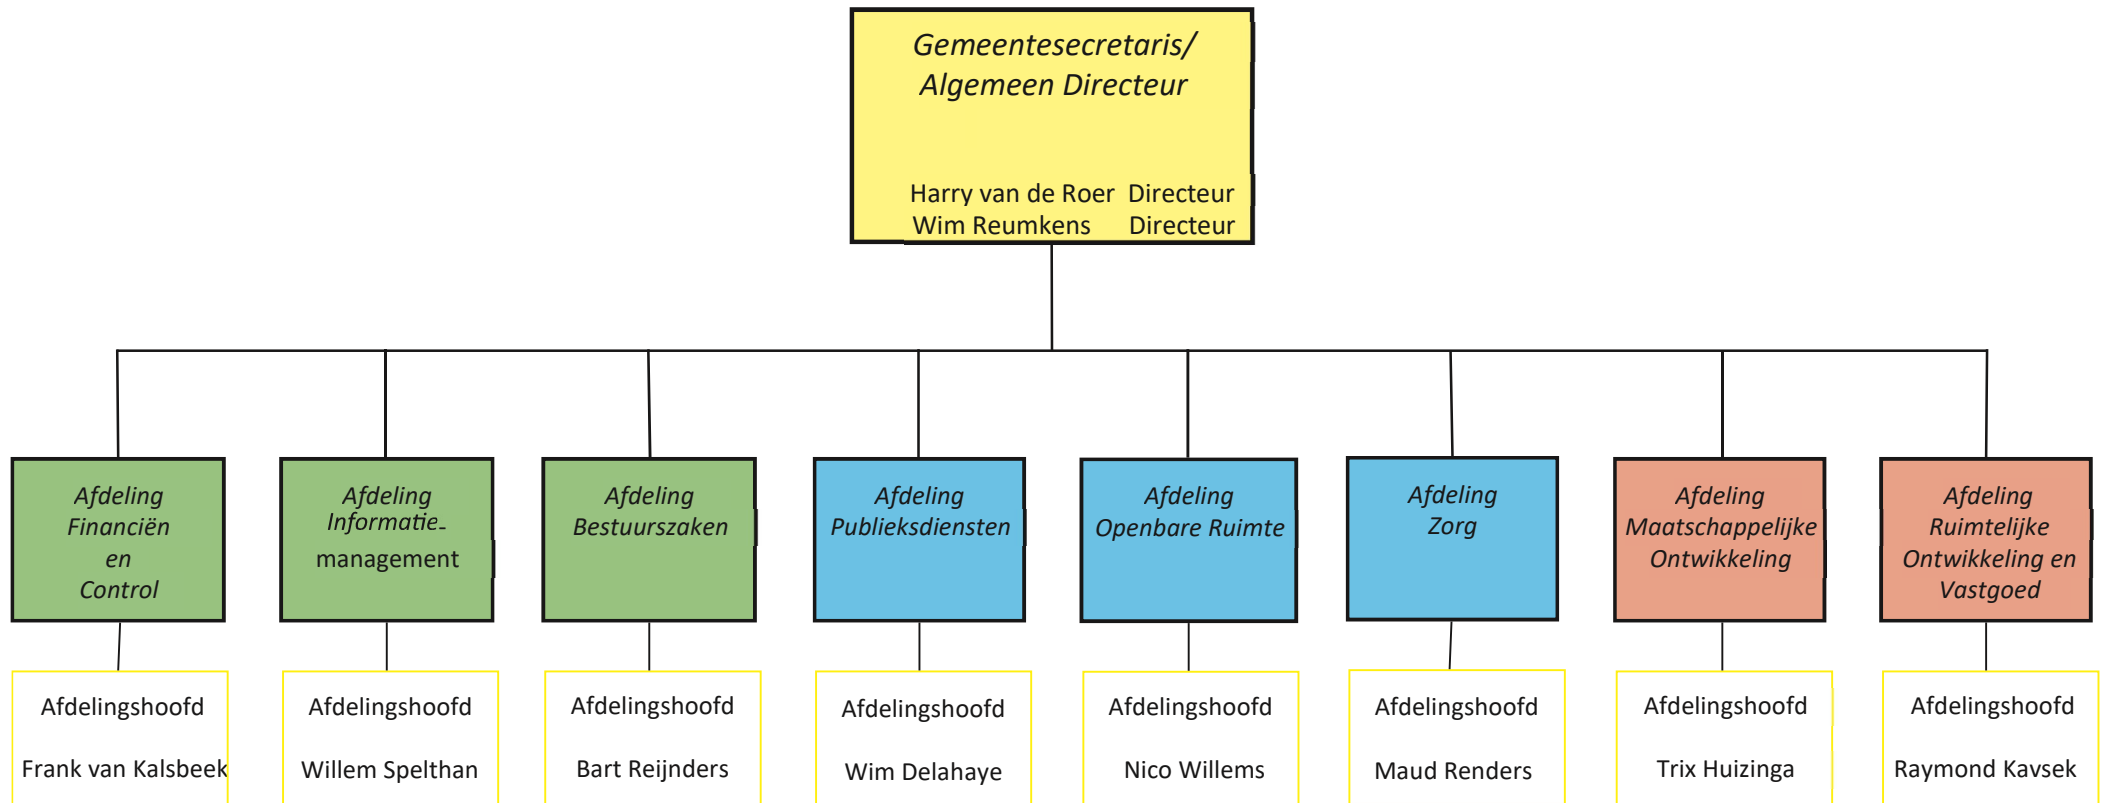 Gemeentesecretaris/
Algemeen Directeur
Harry van de Roer Directeur
Wim Reumkens Directeur
Afdeling
Financiën
en
Control
Afdeling
Informatie-
management
Afdeling
Bestuurszaken
Afdeling
Publieksdiensten
Afdeling
Openbare Ruimte
Afdeling
Zorg
Afdeling
Maatschappelijke
Ontwikkeling
Afdeling
Ruimtelijke
Ontwikkeling en
Vastgoed
Afdelingshoofd
Frank van Kalsbeek
Afdelingshoofd
Willem Spelthan
Afdelingshoofd
Bart Reijnders
Afdelingshoofd
Wim Delahaye
Afdelingshoofd
Nico Willems
Afdelingshoofd
Maud Renders
Afdelingshoofd
Trix Huizinga
Afdelingshoofd
Raymond Kavsek